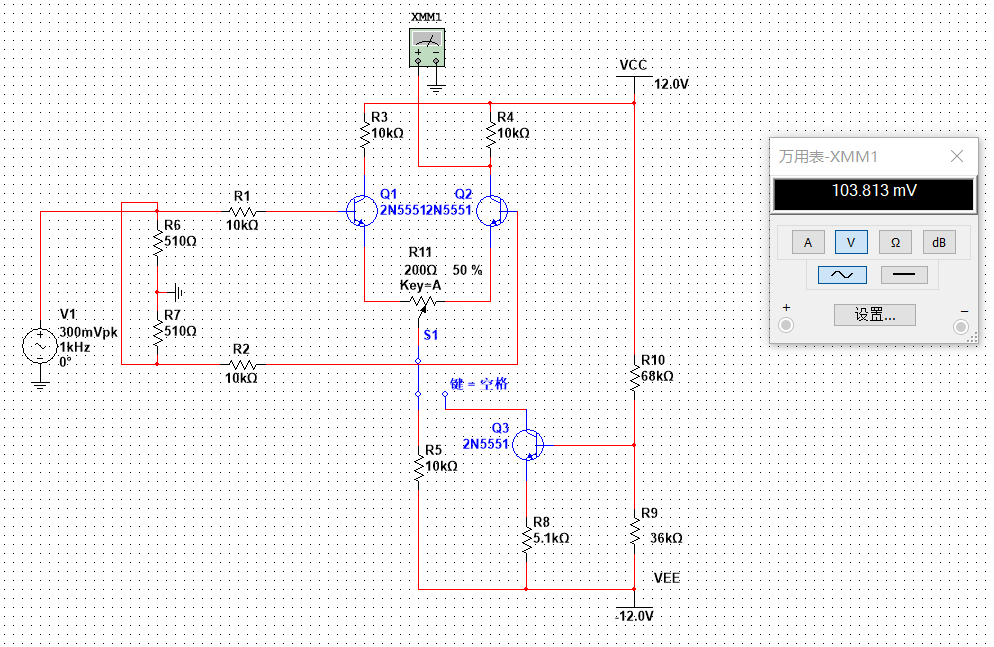 XMM1
VCC
12.0V
R3
10kΩ
R4
10kΩ
万用表-XMM1
103.813 mV
A
V
Ω
dB
+
设置...
−
Q1
2N5551
Q2
2N5551
R1
10kΩ
R6
510Ω
R11
200Ω 50 %
Key=A
V1
300mVpk
1kHz
0°
R7
510Ω
S1
R2
10kΩ
键 = 空格
R10
68kΩ
Q3
2N5551
R5
10kΩ
R8
5.1kΩ
R9
36kΩ
VEE
-12.0V